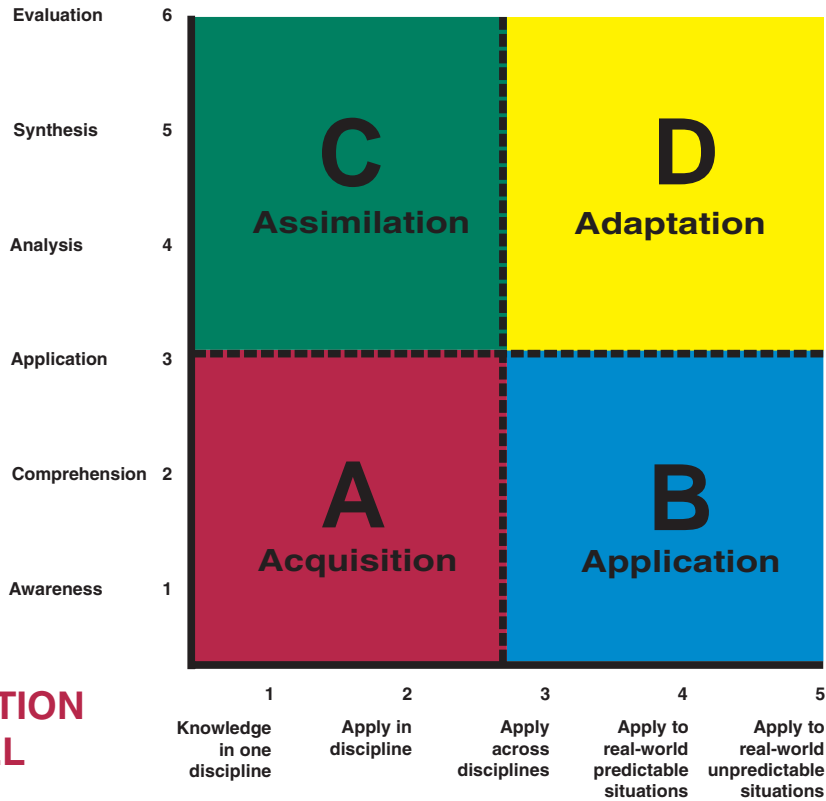 Evaluation 6
Synthesis 5
C D
Assimilation Adaptation
Analysis 4
Application 3
Comprehension 2
A B
Acquisition Application
Awareness 1
1 2 3 4 5
Knowledge
in one
discipline
Apply in
discipline
Apply
across
disciplines
Apply to
real-world
predictable
situations
Apply to
real-world
unpredictable
situations
TION
L